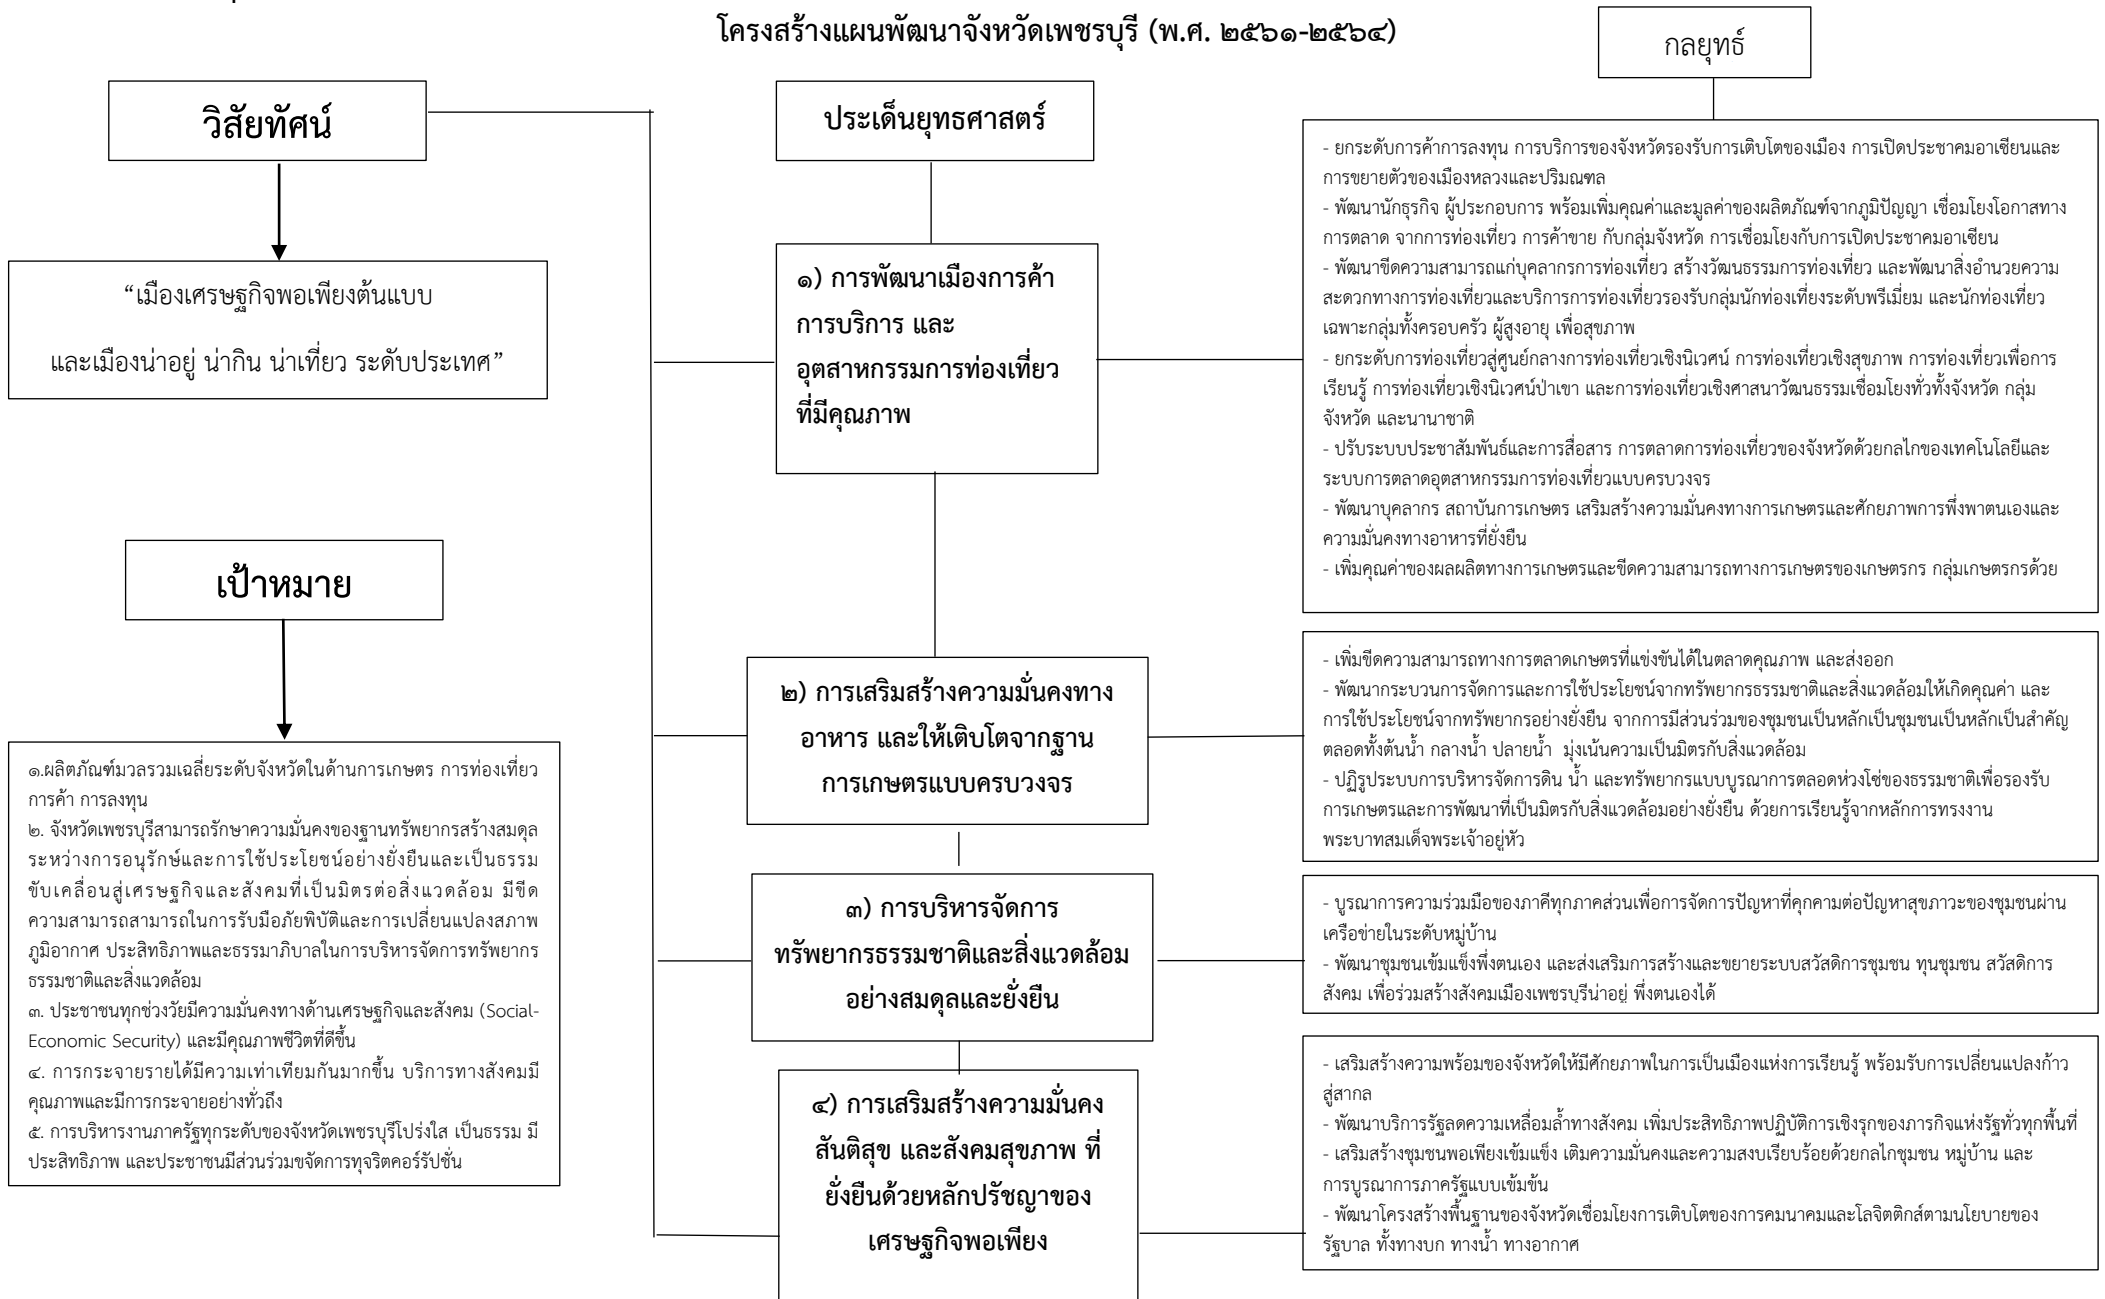 โครงสร้างแผนพัฒนาจังหวัดเพชรบุรี (พ.ศ. ๒๕๖๑-๒๕๖๔)
วิสัยทัศน์
“เมืองเศรษฐกิจพอเพียงต้นแบบ
และเมืองน่าอยู่ น่ากิน น่าเที่ยว ระดับประเทศ”
เป้าหมาย
๑.ผลิตภัณฑ์มวลรวมเฉลี่ยระดับจังหวัดในด้านการเกษตร การท่องเที่ยว
การค้า การลงทุน
๒. จังหวัดเพชรบุรีสามารถรักษาความมั่นคงของฐานทรัพยากรสร้างสมดุล
ระหว่างการอนุรักษ์และการใช้ประโยชน์อย่างยั่งยืนและเป็นธรรม
ขับเคลื่อนสู่เศรษฐกิจและสังคมที่เป็นมิตรต่อสิ่งแวดล้อม มีขีด
ความสามารถสามารถในการรับมือภัยพิบัติและการเปลี่ยนแปลงสภาพ
ภูมิอากาศ ประสิทธิภาพและธรรมาภิบาลในการบริหารจัดการทรัพยากร
ธรรมชาติและสิ่งแวดล้อม
๓. ประชาชนทุกช่วงวัยมีความมั่นคงทางด้านเศรษฐกิจและสังคม (Social-
Economic Security) และมีคุณภาพชีวิตที่ดีขึ้น
๔. การกระจายรายได้มีความเท่าเทียมกันมากขึ้น บริการทางสังคมมี
คุณภาพและมีการกระจายอย่างทั่วถึง
๕. การบริหารงานภาครัฐทุกระดับของจังหวัดเพชรบุรีโปร่งใส เป็นธรรม มี
ประสิทธิภาพ และประชาชนมีส่วนร่วมขจัดการทุจริตคอร์รัปชั่น
ประเด็นยุทธศาสตร์
๑) การพัฒนาเมืองการค้า
การบริการ และ
อุตสาหกรรมการท่องเที่ยว
ที่มีคุณภาพ
๒) การเสริมสร้างความมั่นคงทาง
อาหาร และให้เติบโตจากฐาน
การเกษตรแบบครบวงจร
๓) การบริหารจัดการ
ทรัพยากรธรรมชาติและสิ่งแวดล้อม
อย่างสมดุลและยั่งยืน
๔) การเสริมสร้างความมั่นคง
สันติสุข และสังคมสุขภาพ ที่
ยั่งยืนด้วยหลักปรัชญาของ
เศรษฐกิจพอเพียง
กลยุทธ์
- ยกระดับการค้าการลงทุน การบริการของจังหวัดรองรับการเติบโตของเมือง การเปิดประชาคมอาเซียนและ
การขยายตัวของเมืองหลวงและปริมณฑล
- พัฒนานักธุรกิจ ผู้ประกอบการ พร้อมเพิ่มคุณค่าและมูลค่าของผลิตภัณฑ์จากภูมิปัญญา เชื่อมโยงโอกาสทาง
การตลาด จากการท่องเที่ยว การค้าขาย กับกลุ่มจังหวัด การเชื่อมโยงกับการเปิดประชาคมอาเซียน
- พัฒนาขีดความสามารถแก่บุคลากรการท่องเที่ยว สร้างวัฒนธรรมการท่องเที่ยว และพัฒนาสิ่งอำนวยความ
สะดวกทางการท่องเที่ยวและบริการการท่องเที่ยวรองรับกลุ่มนักท่องเที่ยงระดับพรีเมี่ยม และนักท่องเที่ยว
เฉพาะกลุ่มทั้งครอบครัว ผู้สูงอายุ เพื่อสุขภาพ
- ยกระดับการท่องเที่ยวสู่ศูนย์กลางการท่องเที่ยวเชิงนิเวศน์ การท่องเที่ยวเชิงสุขภาพ การท่องเที่ยวเพื่อการ
เรียนรู้ การท่องเที่ยวเชิงนิเวศน์ป่าเขา และการท่องเที่ยวเชิงศาสนาวัฒนธรรมเชื่อมโยงทั่วทั้งจังหวัด กลุ่ม
จังหวัด และนานาชาติ
- ปรับระบบประชาสัมพันธ์และการสื่อสาร การตลาดการท่องเที่ยวของจังหวัดด้วยกลไกของเทคโนโลยีและ
ระบบการตลาดอุตสาหกรรมการท่องเที่ยวแบบครบวงจร
- พัฒนาบุคลากร สถาบันการเกษตร เสริมสร้างความมั่นคงทางการเกษตรและศักยภาพการพึ่งพาตนเองและ
ความมั่นคงทางอาหารที่ยั่งยืน
- เพิ่มคุณค่าของผลผลิตทางการเกษตรและขีดความสามารถทางการเกษตรของเกษตรกร กลุ่มเกษตรกรด้วย
- เพิ่มขีดความสามารถทางการตลาดเกษตรที่แข่งขันได้ในตลาดคุณภาพ และส่งออก
- พัฒนากระบวนการจัดการและการใช้ประโยชน์จากทรัพยากรธรรมชาติและสิ่งแวดล้อมให้เกิดคุณค่า และ
การใช้ประโยชน์จากทรัพยากรอย่างยั่งยืน จากการมีส่วนร่วมของชุมชนเป็นหลักเป็นชุมชนเป็นหลักเป็นสำคัญ
ตลอดทั้งต้นน้ำ กลางน้ำ ปลายน้ำ มุ่งเน้นความเป็นมิตรกับสิ่งแวดล้อม
- ปฏิรูประบบการบริหารจัดการดิน น้ำ และทรัพยากรแบบบูรณาการตลอดห่วงโซ่ของธรรมชาติเพื่อรองรับ
การเกษตรและการพัฒนาที่เป็นมิตรกับสิ่งแวดล้อมอย่างยั่งยืน ด้วยการเรียนรู้จากหลักการทรงงาน
พระบาทสมเด็จพระเจ้าอยู่หัว
- บูรณาการความร่วมมือของภาคีทุกภาคส่วนเพื่อการจัดการปัญหาที่คุกคามต่อปัญหาสุขภาวะของชุมชนผ่าน
เครือข่ายในระดับหมู่บ้าน
- พัฒนาชุมชนเข้มแข็งพึ่งตนเอง และส่งเสริมการสร้างและขยายระบบสวัสดิการชุมชน ทุนชุมชน สวัสดิการ
สังคม เพื่อร่วมสร้างสังคมเมืองเพชรบุรีน่าอยู่ พึ่งตนเองได้
- เสริมสร้างความพร้อมของจังหวัดให้มีศักยภาพในการเป็นเมืองแห่งการเรียนรู้ พร้อมรับการเปลี่ยนแปลงก้าว
สู่สากล
- พัฒนาบริการรัฐลดความเหลื่อมล้ำทางสังคม เพิ่มประสิทธิภาพปฏิบัติการเชิงรุกของภารกิจแห่งรัฐทั่วทุกพื้นที่
- เสริมสร้างชุมชนพอเพียงเข้มแข็ง เติมความมั่นคงและความสงบเรียบร้อยด้วยกลไกชุมชน หมู่บ้าน และ
การบูรณาการภาครัฐแบบเข้มข้น
- พัฒนาโครงสร้างพื้นฐานของจังหวัดเชื่อมโยงการเติบโตของการคมนาคมและโลจิตติกส์ตามนโยบายของ
รัฐบาล ทั้งทางบก ทางน้ำ ทางอากาศ